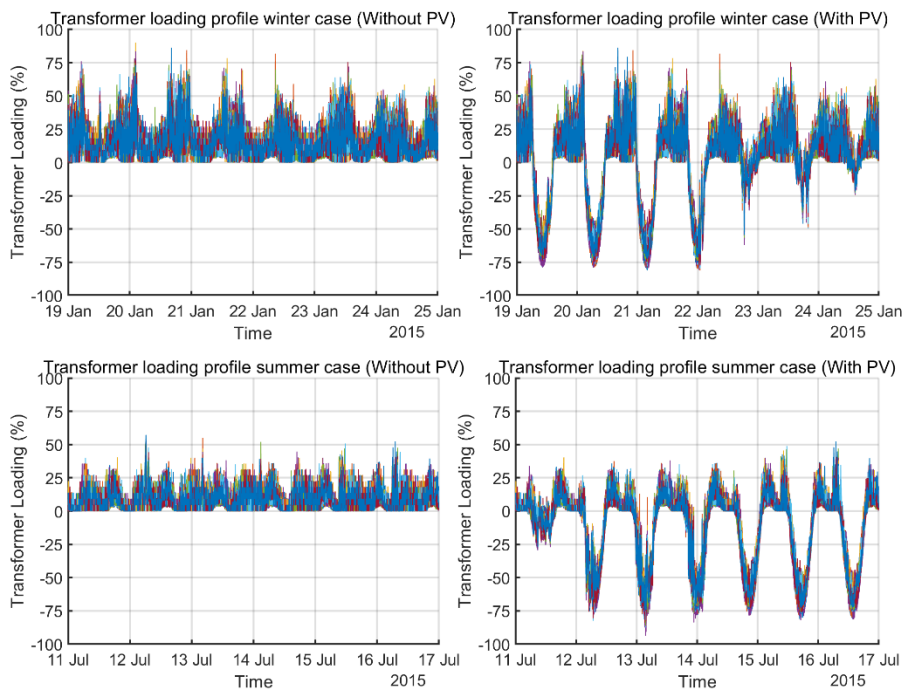 Transformer loading profile winter case (Without PV)
100
75
50
25
0
-25
-50
-75
-100
Transformer Loading (%)
19 Jan 20 Jan 21 Jan 22 Jan 23 Jan 24 Jan 25 Jan
Time 2015
Transformer loading profile winter case (With PV)
100
75
50
25
0
-25
-50
-75
-100
Transformer Loading (%)
19 Jan 20 Jan 21 Jan 22 Jan 23 Jan 24 Jan 25 Jan
Time 2015
Transformer loading profile summer case (Without PV)
100
75
50
25
0
-25
-50
-75
-100
Transformer Loading (%)
11 Jul 12 Jul 13 Jul 14 Jul 15 Jul 16 Jul 17 Jul
Time 2015
Transformer loading profile summer case (With PV)
100
75
50
25
0
-25
-50
-75
-100
Transformer Loading (%)
11 Jul 12 Jul 13 Jul 14 Jul 15 Jul 16 Jul 17 Jul
Time 2015